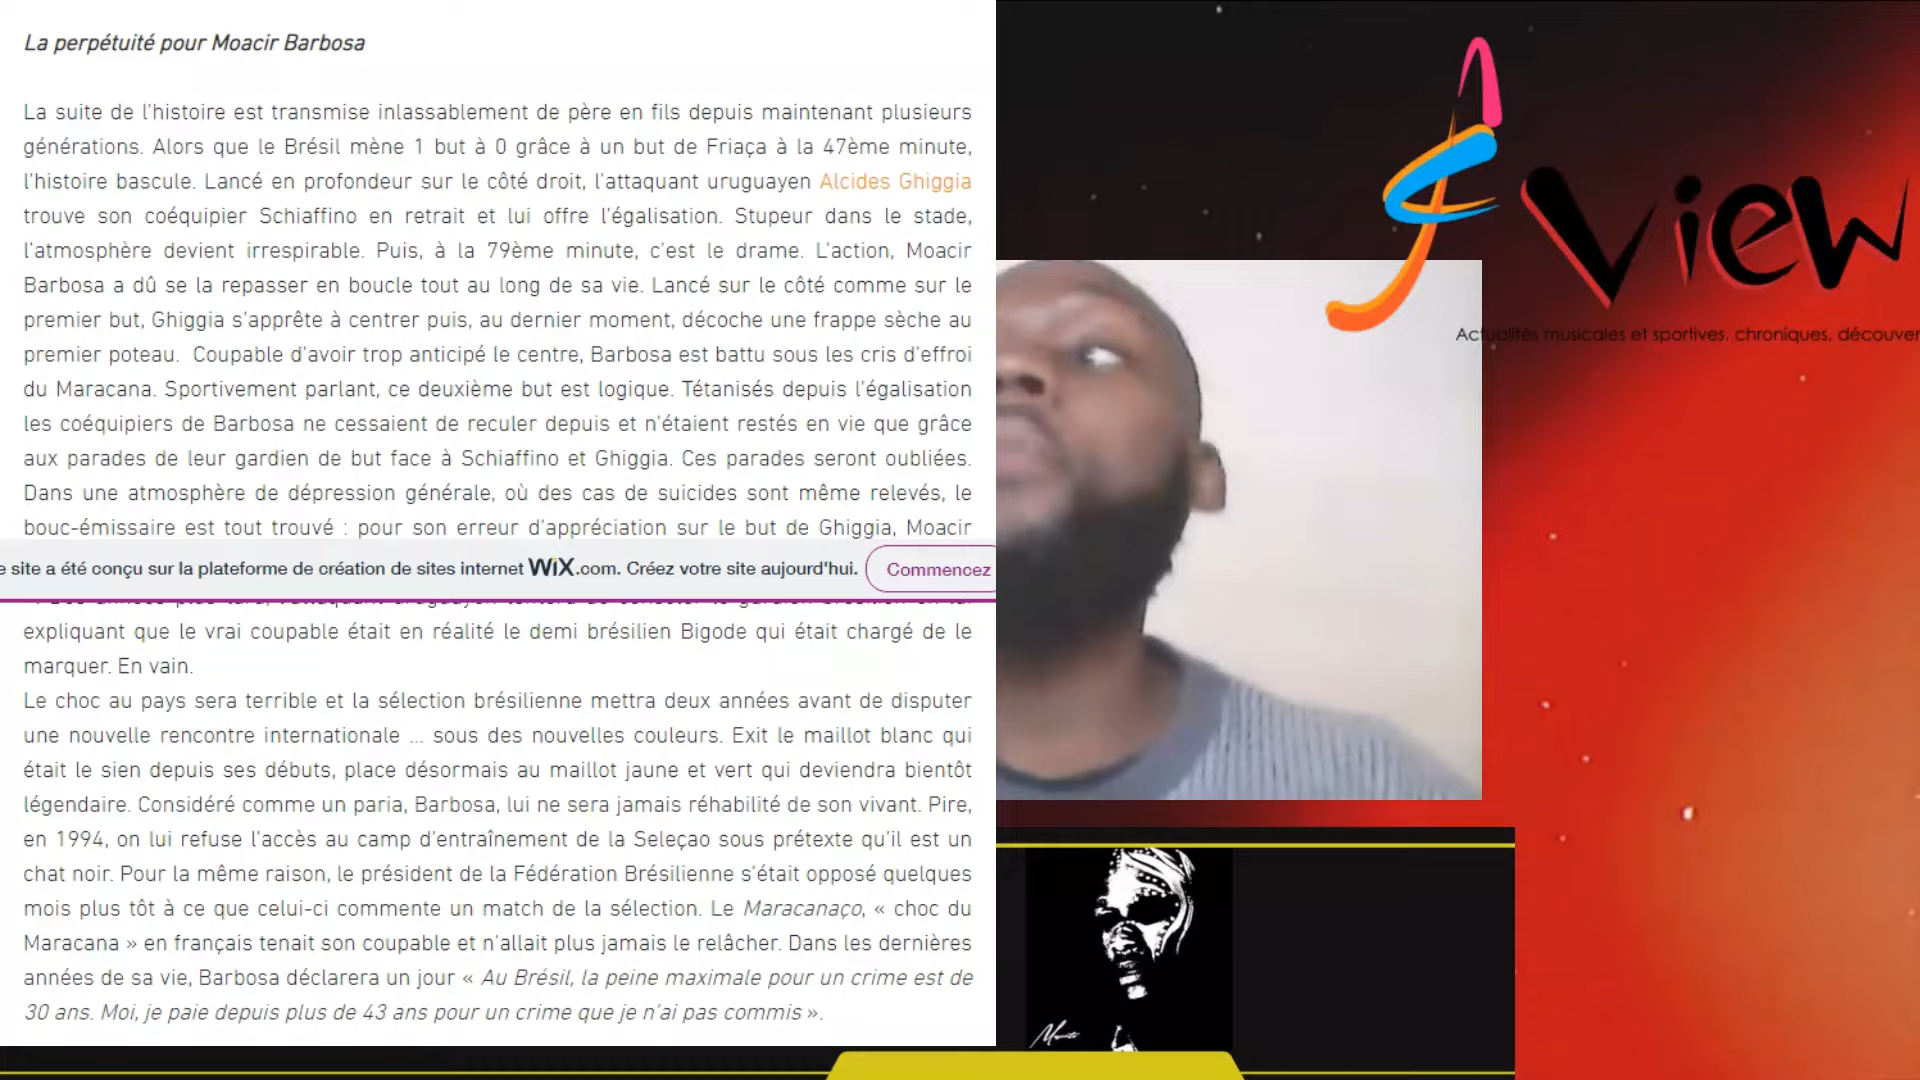 La perpétuité pour Moacir Barbosa
La suite de l'histoire est transmise inlassablement de père en fils depuis maintenant plusieurs
générations. Alors que le Brésil mène 1 but à 0 grâce à un but de Friaça à la 47ème minute,
l'histoire bascule. Lancé en profondeur sur le côté droit, l'attaquant uruguayen Alcides Ghiggia
trouve son coéquipier Schiaffino en retrait et lui offre l'égalisation. Stupeur dans le stade,
l'atmosphère devient irrespirable. Puis, à la 79ème minute, c'est le drame. L'action, Moacir
Barbosa a dû se la repasser en boucle tout au long de sa vie. Lancé sur le côté comme sur le
premier but, Ghiggia s'apprête à centrer puis, au dernier moment, décoche une frappe sèche au
premier poteau. Coupable d'avoir trop anticipé le centre, Barbosa est battu sous les cris d'effroi
du Maracana. Sportivement parlant, ce deuxième but est logique. Tétanisés depuis l'égalisation
les coéquipiers de Barbosa ne cessaient de reculer depuis et n'étaient restés en vie que grâce
aux parades de leur gardien de but face à Schiaffino et Ghiggia. Ces parades seront oubliées.
Dans une atmosphère de dépression générale, où des cas de suicides sont même relevés, le
bouc-émissaire est tout trouvé : pour son erreur d'appréciation sur le but de Ghiggia, Moacir
e site a été conçu sur la plateforme de création de sites internet WiX.com. Créez votre site aujourd'hui. Commencez
expliquant que le vrai coupable était en réalité le demi brésilien Bigode qui était chargé de le
marquer. En vain.
Le choc au pays sera terrible et la sélection brésilienne mettra deux années avant de disputer
une nouvelle rencontre internationale ... sous des nouvelles couleurs. Exit le maillot blanc qui
était le sien depuis ses débuts, place désormais au maillot jaune et vert qui deviendra bientôt
légendaire. Considéré comme un paria, Barbosa, lui ne sera jamais réhabilité de son vivant. Pire,
en 1994, on lui refuse l'accès au camp d'entraînement de la Seleçao sous prétexte qu'il est un
chat noir. Pour la même raison, le président de la Fédération Brésilienne s'était opposé quelques
mois plus tôt à ce que celui-ci commente un match de la sélection. Le Maracanaço, « choc du
Maracana » en français tenait son coupable et n'allait plus jamais le relâcher. Dans les dernières
années de sa vie, Barbosa déclarera un jour « Au Brésil, la peine maximale pour un crime est de
30 ans. Moi, je paie depuis plus de 43 ans pour un crime que je n'ai pas commis ».
View
Actualités musicales et sportives, chroniques, découver